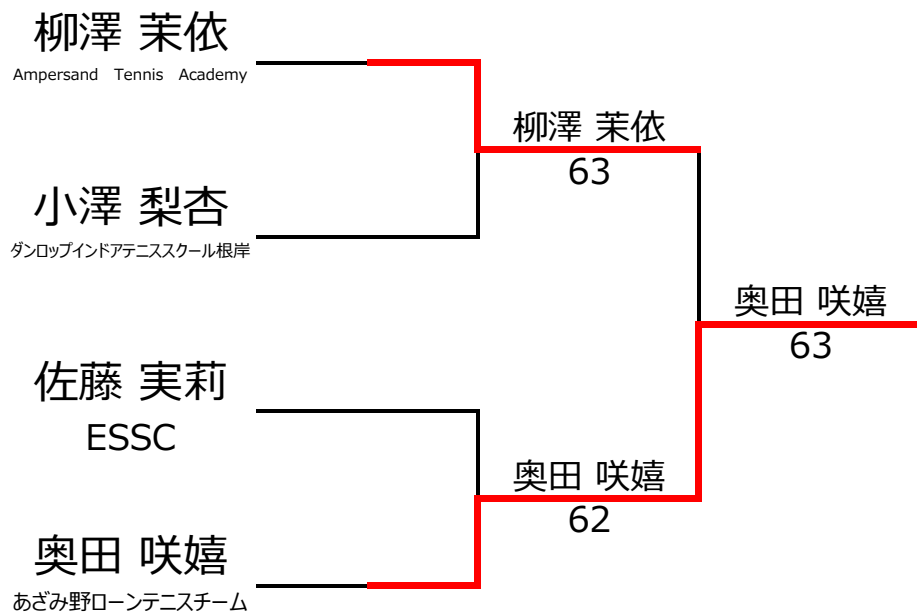 柳澤 茉依
Ampersand Tennis Academy
柳澤 茉依
63
小澤 梨杏
ダンロップインドアテニススクール根岸
奥田 咲嬉
63
佐藤 実莉
ESSC
奥田 咲嬉
62
奥田 咲嬉
あざみ野ローンテニスチーム